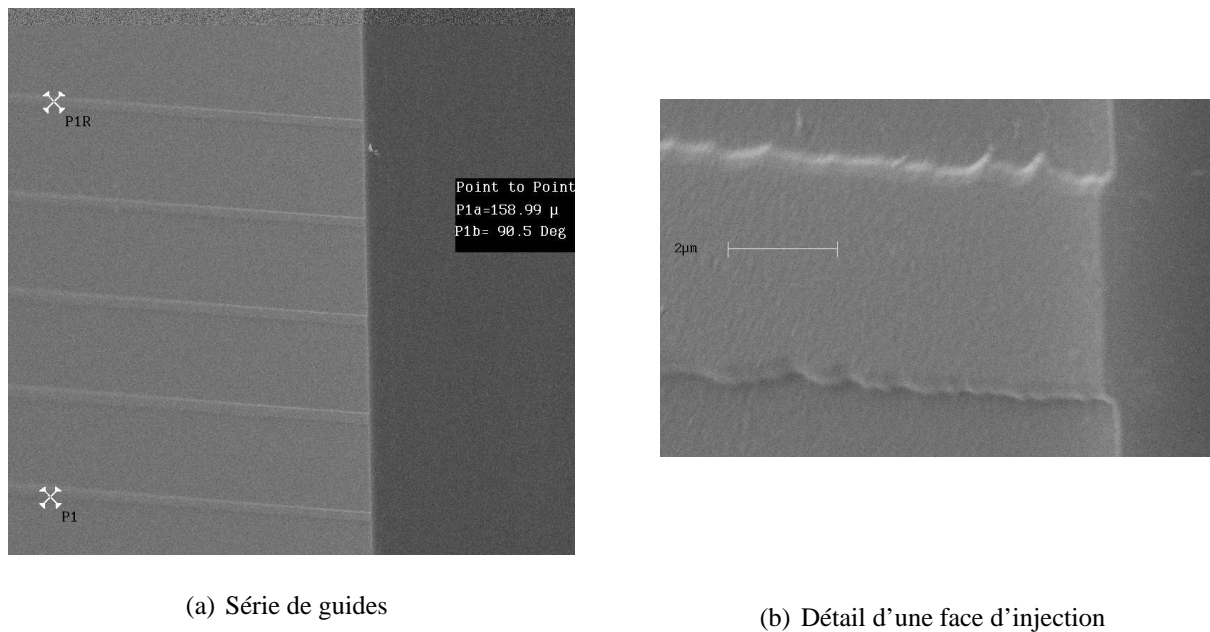 P1R
Point to Point
P1a=158.99 µ
P1b= 90.5 Deg
P1
2µm
(a) Série de guides
(b) Détail d'une face d'injection